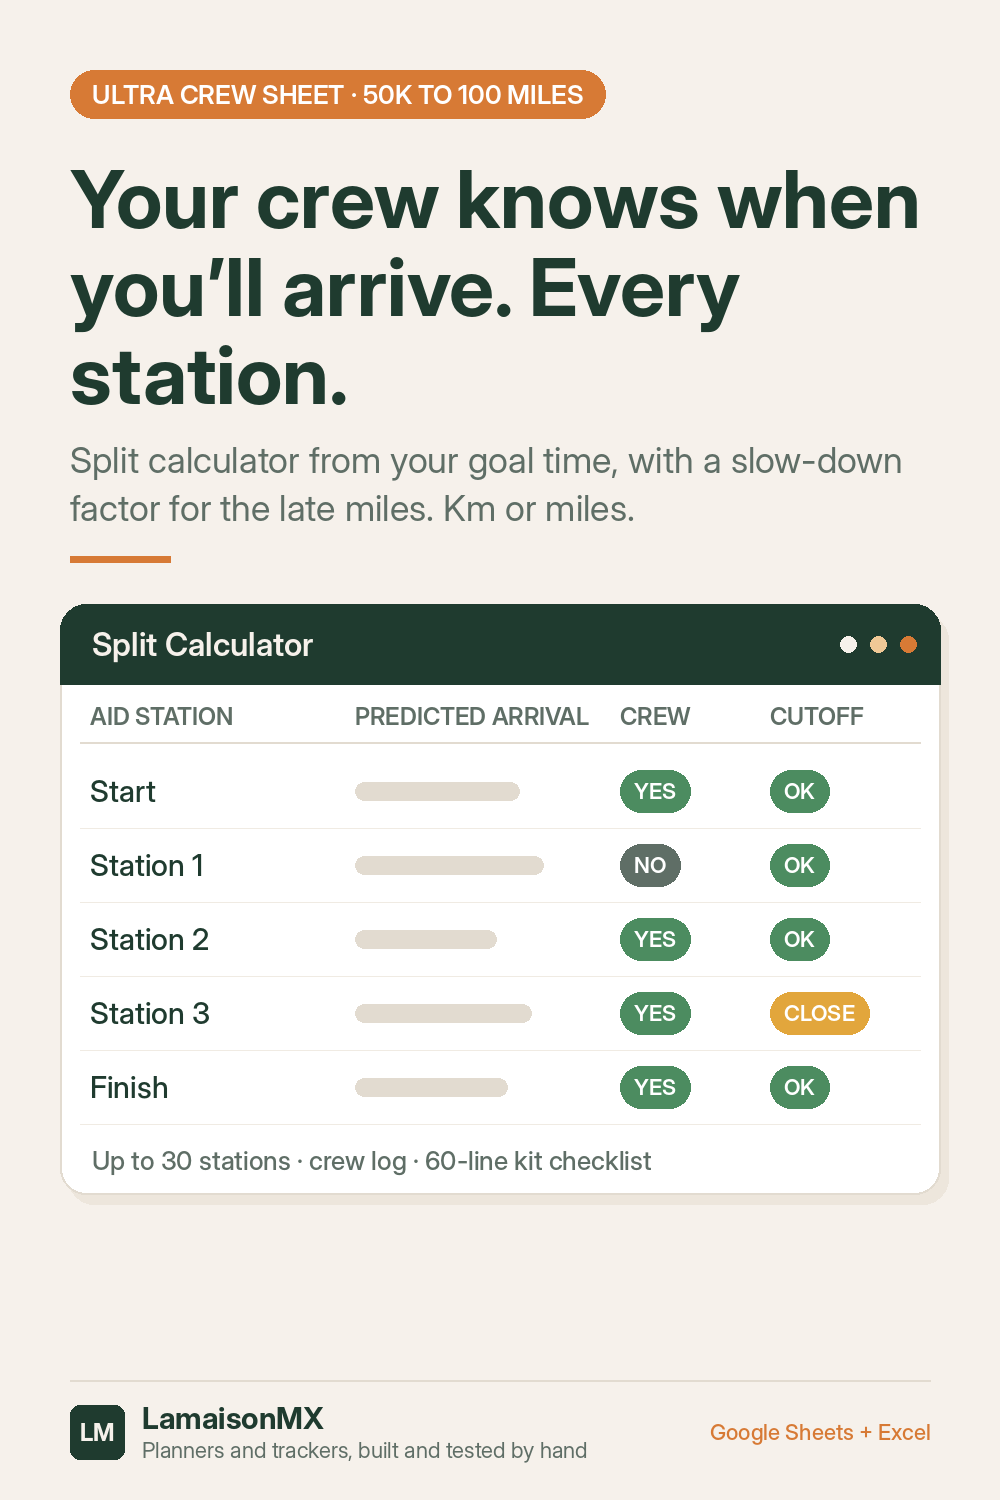 ULTRA CREW SHEET · 50K TO 100 MILES
Your crew knows when
you’ll arrive. Every
station.
Split calculator from your goal time, with a slow-down
factor for the late miles. Km or miles.
Split Calculator
AID STATION PREDICTED ARRIVAL CREW CUTOFF
Start YES OK
Station 1 NO OK
Station 2 YES OK
Station 3 YES CLOSE
Finish YES OK
Up to 30 stations · crew log · 60-line kit checklist
LM
LamaisonMX
Planners and trackers, built and tested by hand
Google Sheets + Excel